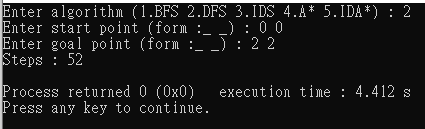 Enter algorithm (1.BFS 2.DFS 3.IDS 4.A* 5.IDA*) : 2
Enter start point (form :_ _) : 0 0
Enter goal point (form :_ _) : 2 2
Steps : 52
Process returned 0 (0x0)   execution time : 4.412 s
Press any key to continue.